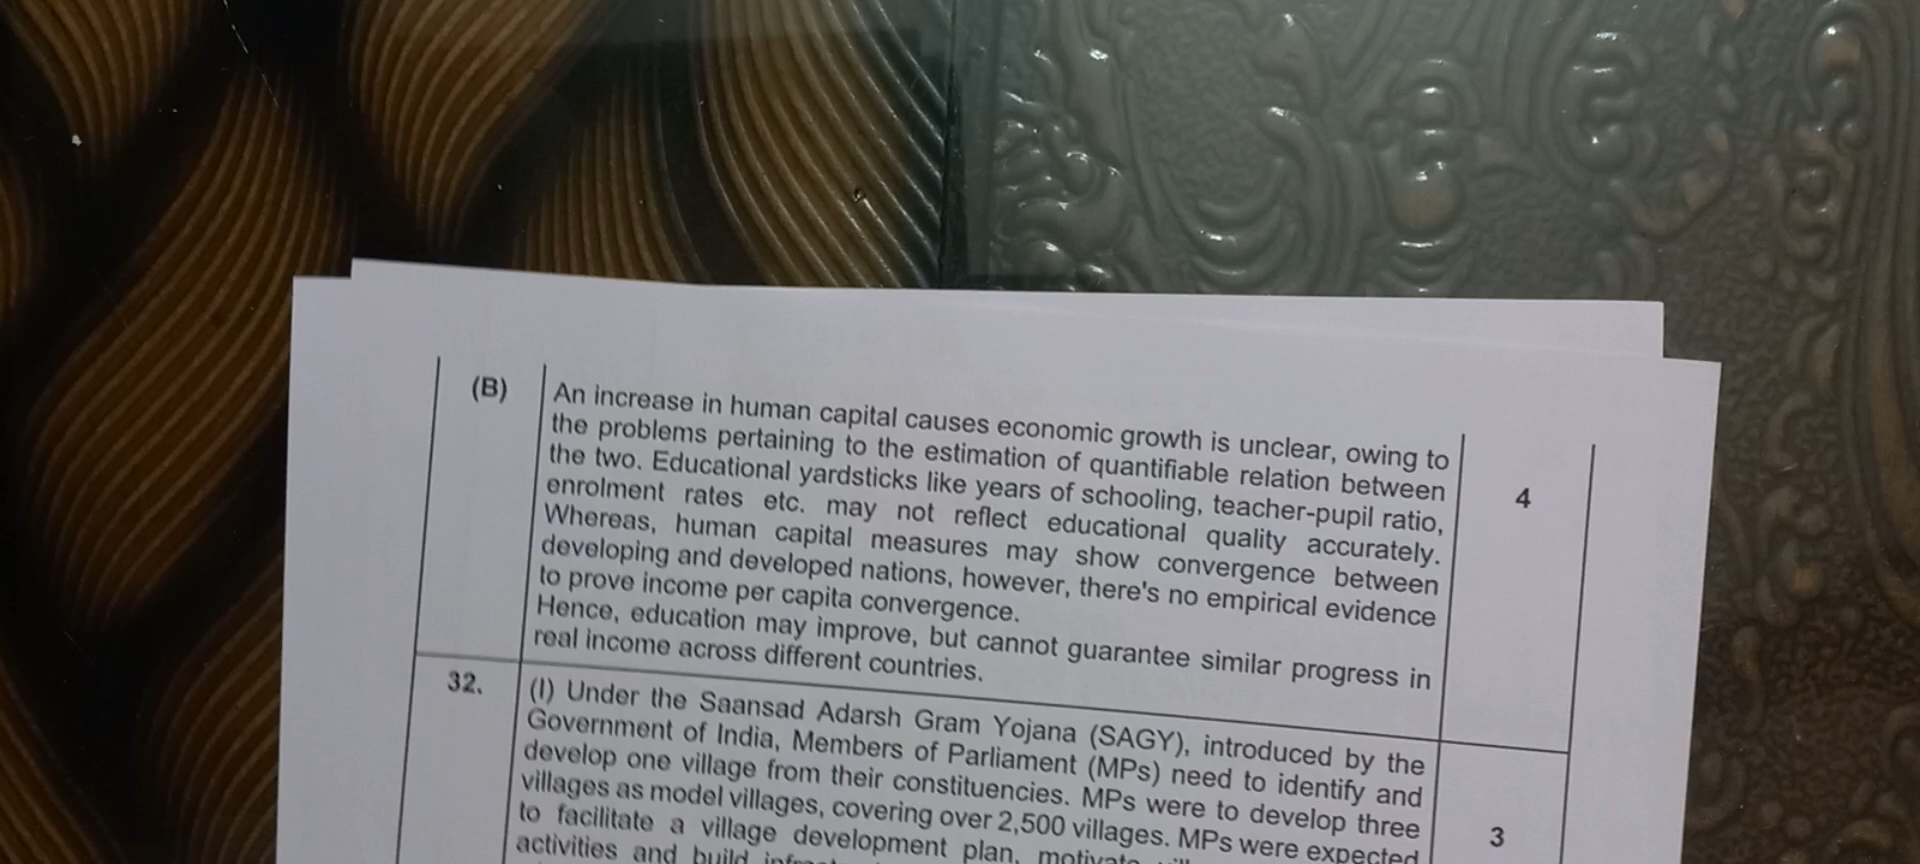 (B) An increase in human capital causes economic growth is unclear, owing to
the problems pertaining to the estimation of quantifiable relation between
the two. Educational yardsticks like years of schooling, teacher-pupil ratio,
enrolment rates etc. may not reflect educational quality accurately.
Whereas, human capital measures may show convergence between
developing and developed nations, however, there's no empirical evidence
to prove income per capita convergence.
Hence, education may improve, but cannot guarantee similar progress in
real income across different countries.
4
32. (I) Under the Saansad Adarsh Gram Yojana (SAGY), introduced by the
Government of India, Members of Parliament (MPs) need to identify and
develop one village from their constituencies. MPs were to develop three
villages as model villages, covering over 2,500 villages. MPs were expected
to facilitate a village development plan, motivate
activities and build
3